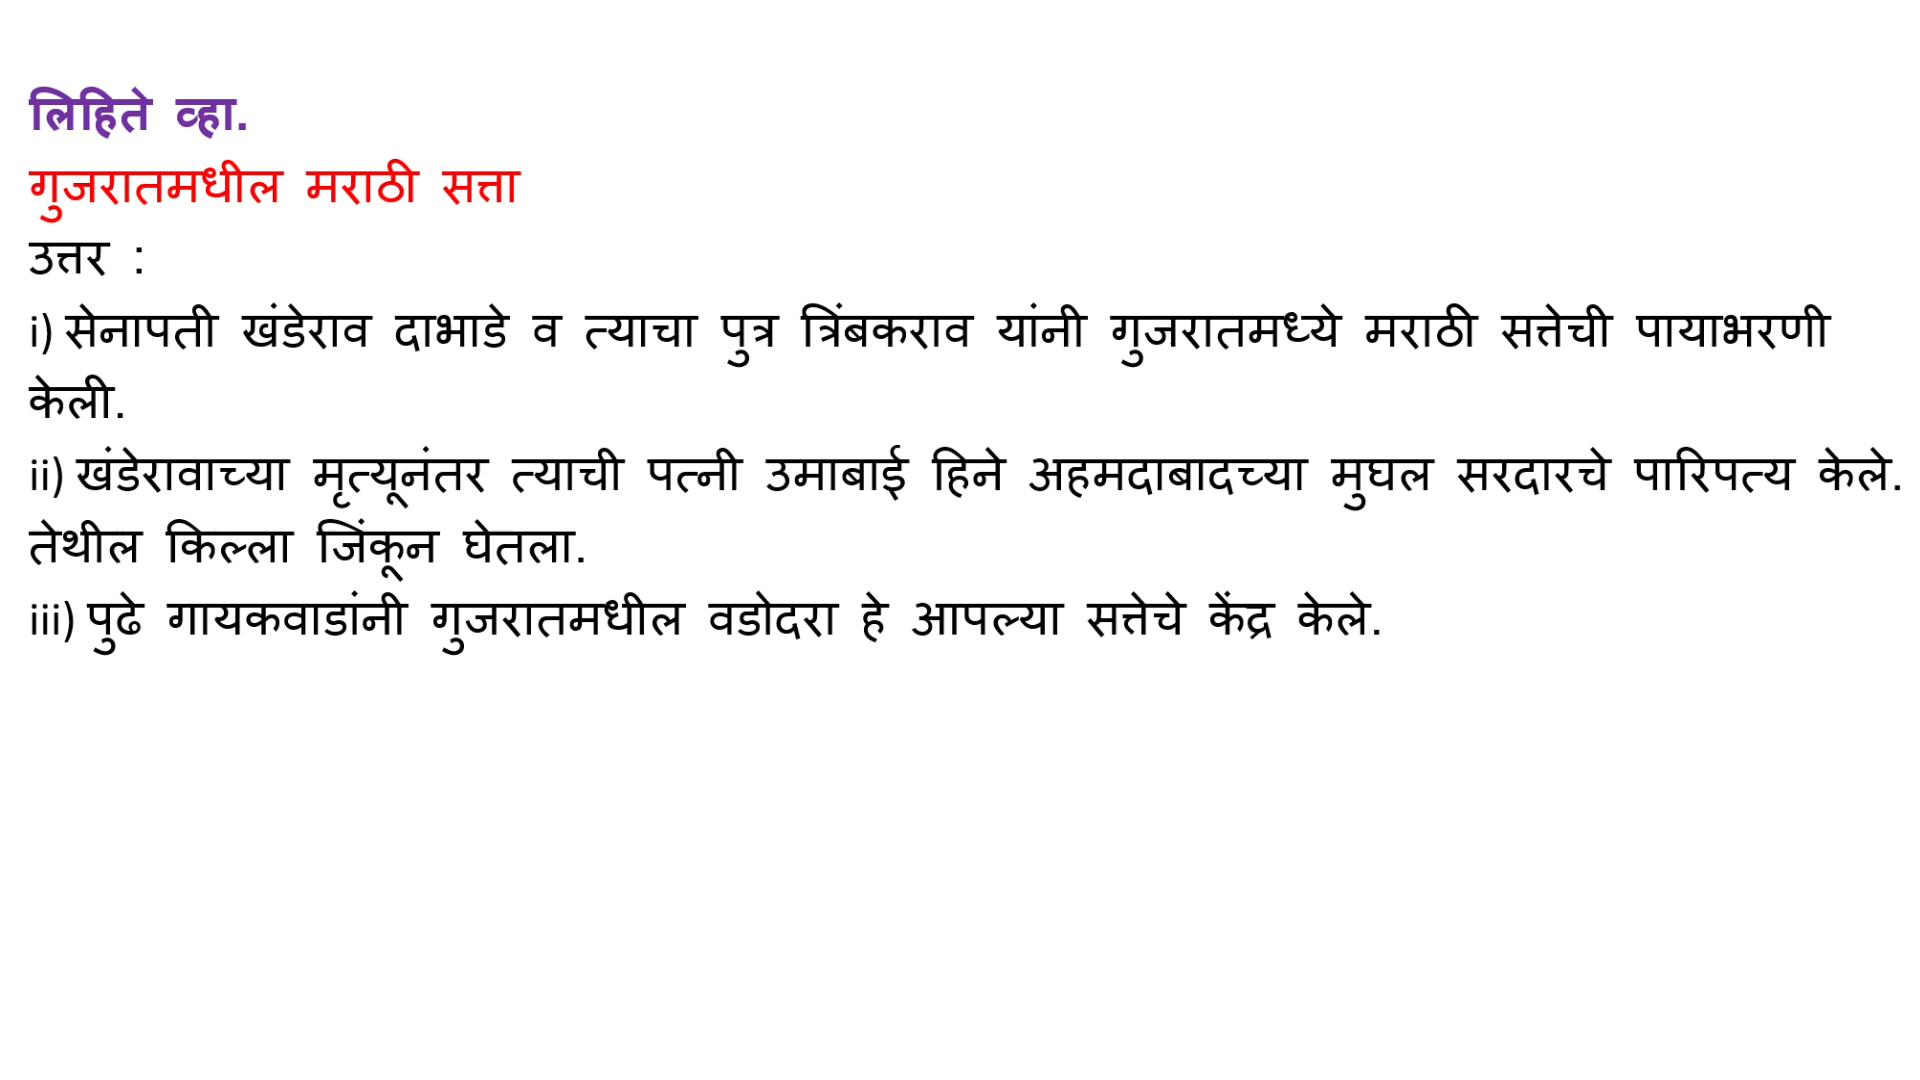 लिहिते व्हा.
गुजरातमधील मराठी सत्ता
उत्तर :
i) सेनापती खंडेराव दाभाडे व त्याचा पुत्र त्रिंबकराव यांनी गुजरातमध्ये मराठी सत्तेची पायाभरणी
केली.
ii) खंडेरावाच्या मृत्यूनंतर त्याची पत्नी उमाबाई हिने अहमदाबादच्या मुघल सरदारचे पारिपत्य केले.
तेथील किल्ला जिंकून घेतला.
iii) पुढे गायकवाडांनी गुजरातमधील वडोदरा हे आपल्या सत्तेचे केंद्र केले.